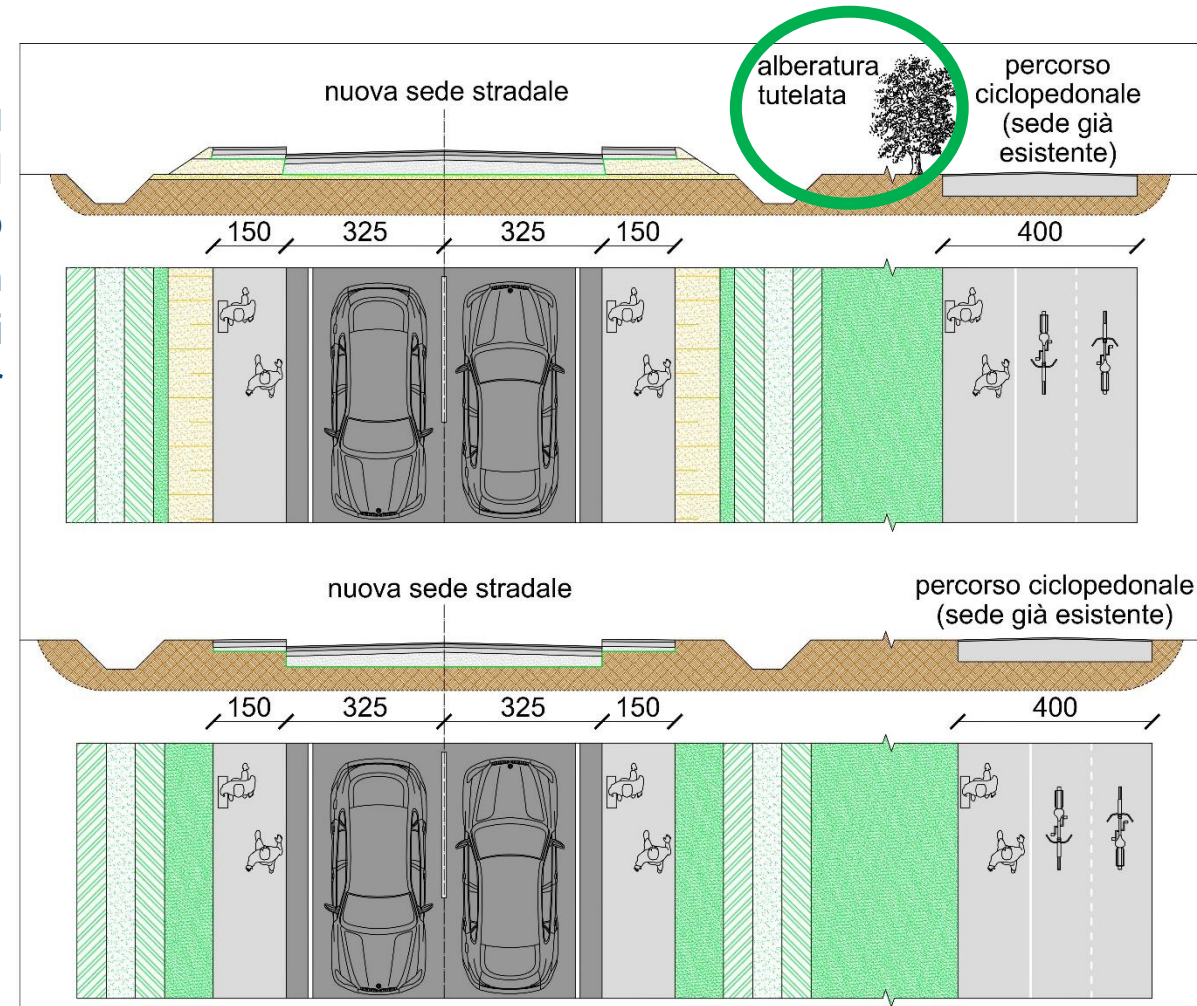 nuova sede stradale
alberatura
tutelata
percorso
ciclopedonale
(sede già
esistente)
150
325
325
150
400
nuova sede stradale
percorso ciclopedonale
(sede già esistente)
150
325
325
150
400